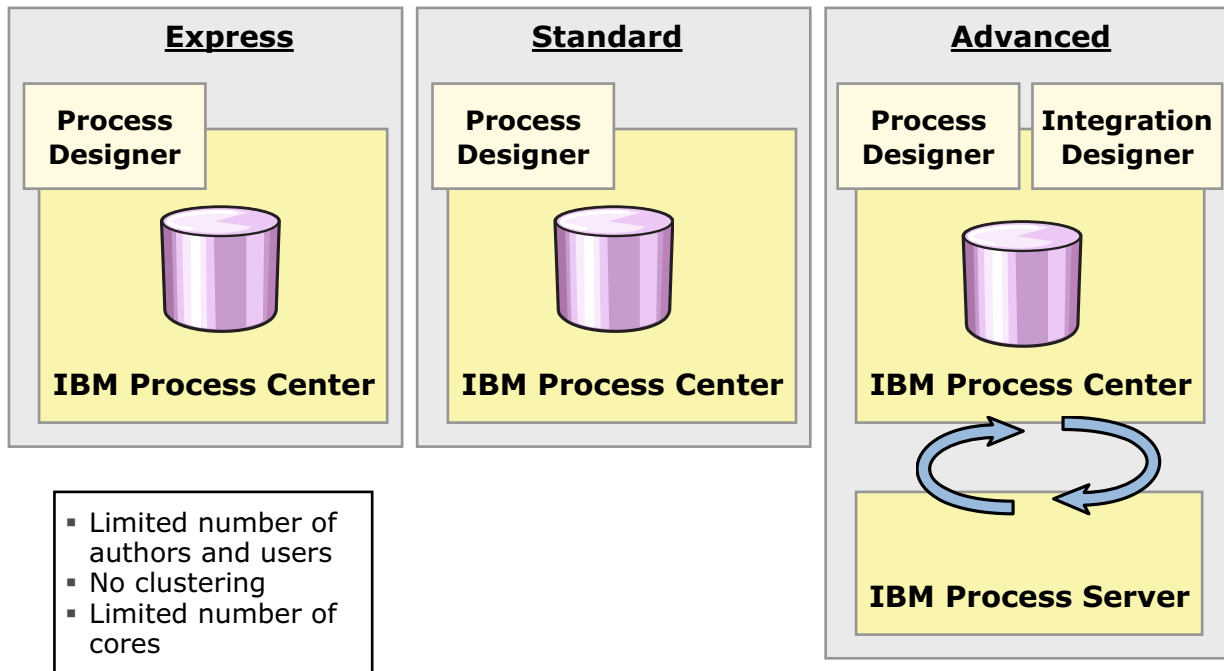 Express
Process
Designer
IBM Process Center
Standard
Process
Designer
IBM Process Center
Advanced
Process
Designer
Integration
Designer
IBM Process Center
IBM Process Server
▪ Limited number of
authors and users
▪ No clustering
▪ Limited number of
cores